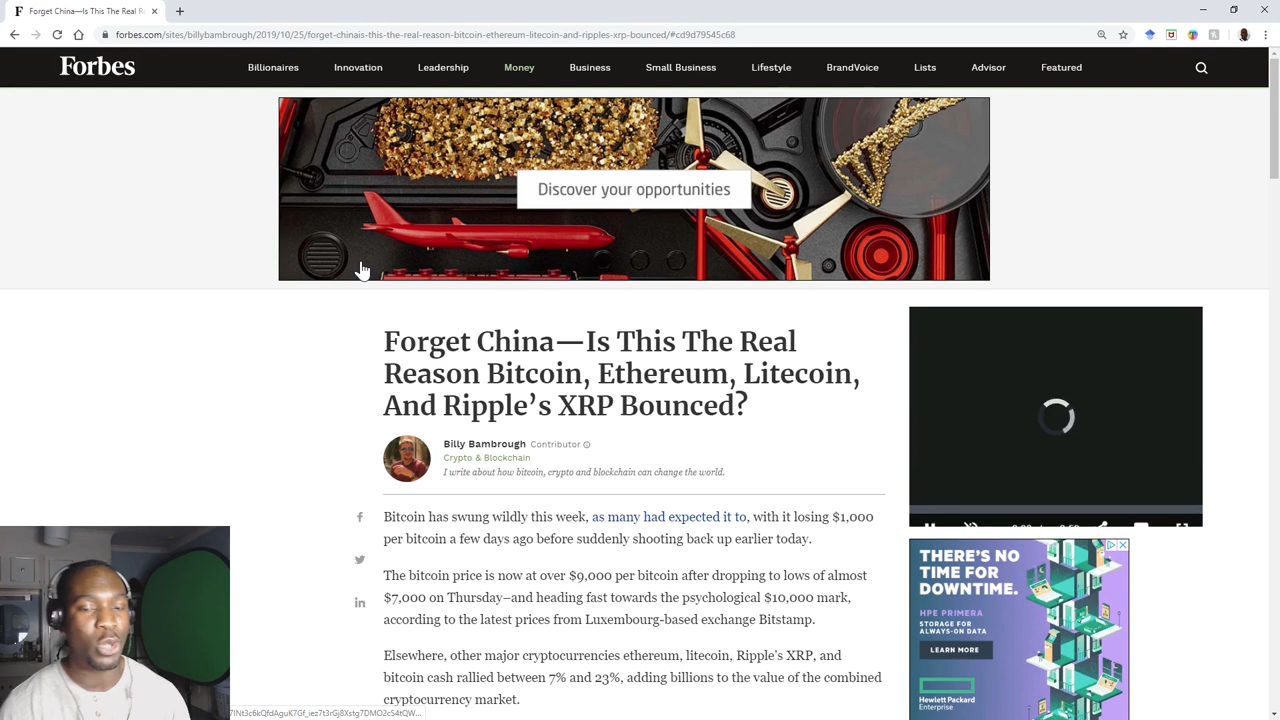 Forget China—Is This The Real R
forbes.com/sites/billybambrough/2019/10/25/forget-chinais-this-the-real-reason-bitcoin-ethereum-litecoin-and-ripples-xrp-bounced/#cd9d79545c68
Forbes
Billionaires Innovation Leadership Money Business Small Business Lifestyle BrandVoice Lists Advisor Featured
Discover your opportunities
Forget China—Is This The Real
Reason Bitcoin, Ethereum, Litecoin,
And Ripple's XRP Bounced?
Billy Bambrough Contributor
Crypto & Blockchain
I write about how bitcoin, crypto and blockchain can change the world.
Bitcoin has swung wildly this week, as many had expected it to, with it losing $1,000
per bitcoin a few days ago before suddenly shooting back up earlier today.
The bitcoin price is now at over $9,000 per bitcoin after dropping to lows of almost
$7,000 on Thursday–and heading fast towards the psychological $10,000 mark,
according to the latest prices from Luxembourg-based exchange Bitstamp.
Elsewhere, other major cryptocurrencies ethereum, litecoin, Ripple's XRP, and
bitcoin cash rallied between 7% and 23%, adding billions to the value of the combined
cryptocurrency market.
THERE'S NO
TIME FOR
DOWNTIME.
HPE PRIMERA
STORAGE FOR
ALWAYS-ON DATA
LEARN MORE
Hewlett Packard
Enterprise